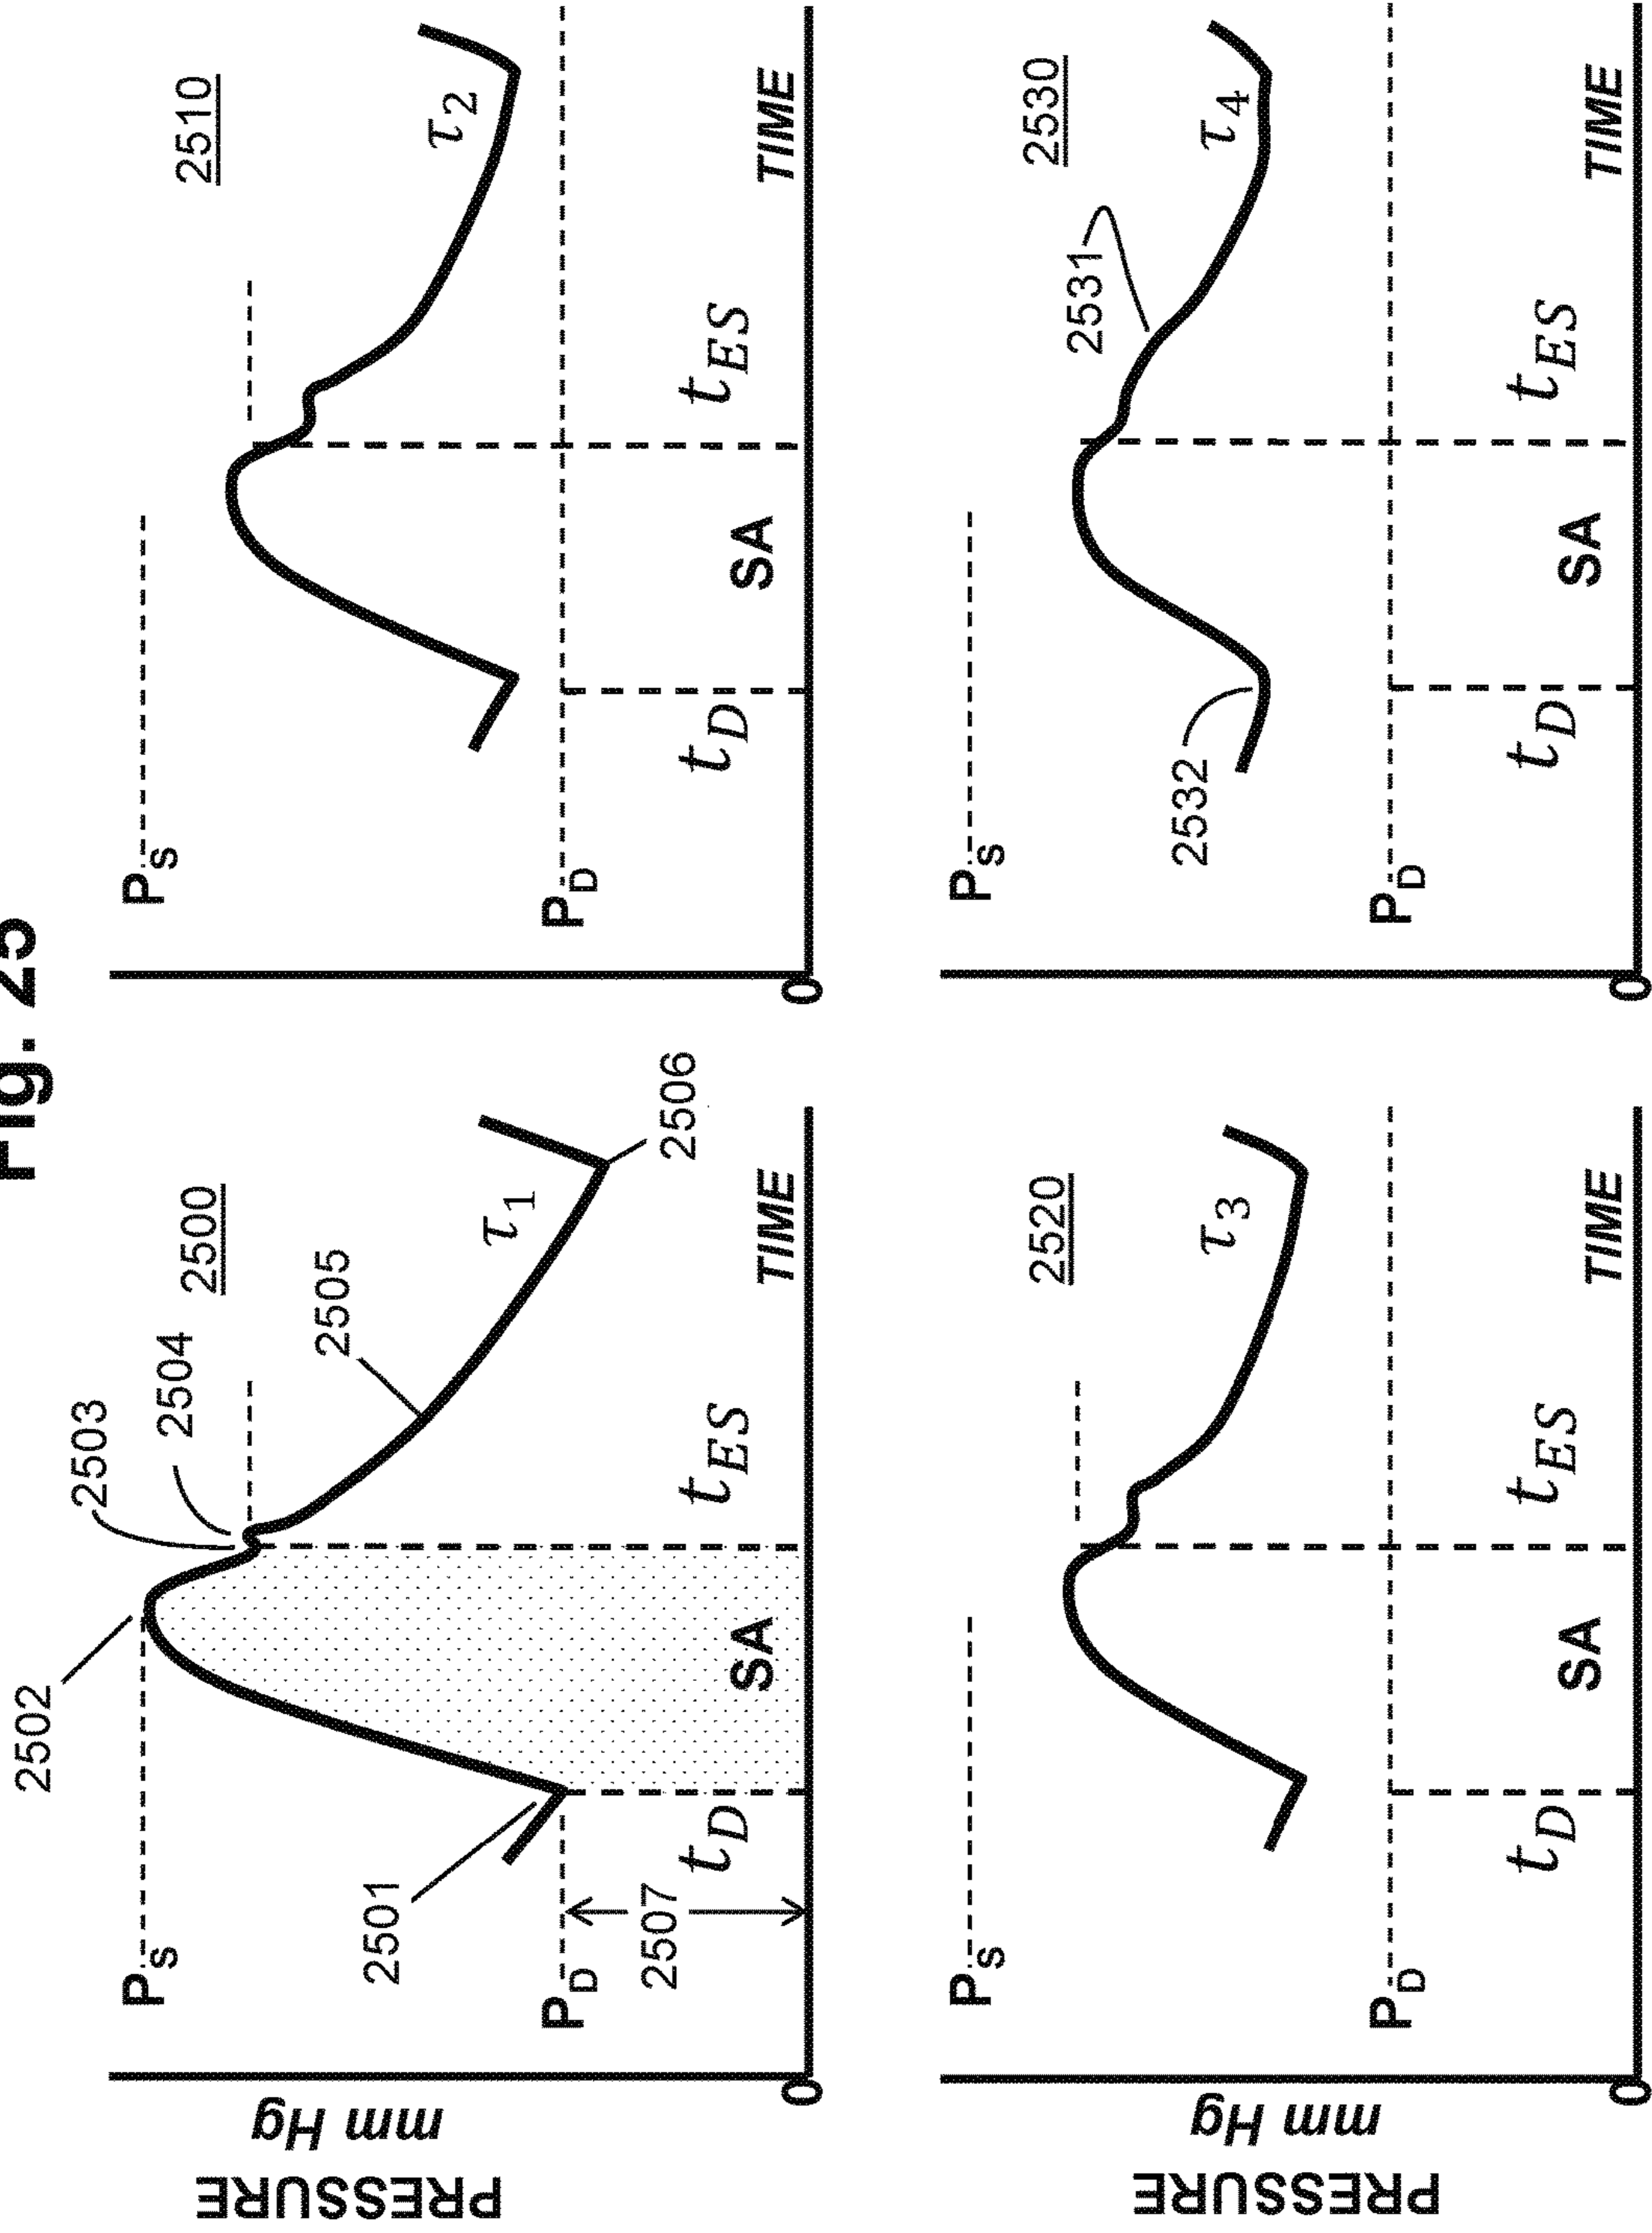 Fig. 25
2500
2502
2503
2504
P_S
2505
2501
τ_1
P_D
2506
2507
t_D
SA
t_ES
TIME
0
PRESSURE
mm Hg
2510
P_S
τ_2
P_D
t_D
SA
t_ES
TIME
0
2520
P_S
τ_3
P_D
t_D
SA
t_ES
TIME
0
PRESSURE
mm Hg
2530
P_S
2531
2532
τ_4
P_D
t_D
SA
t_ES
TIME
0